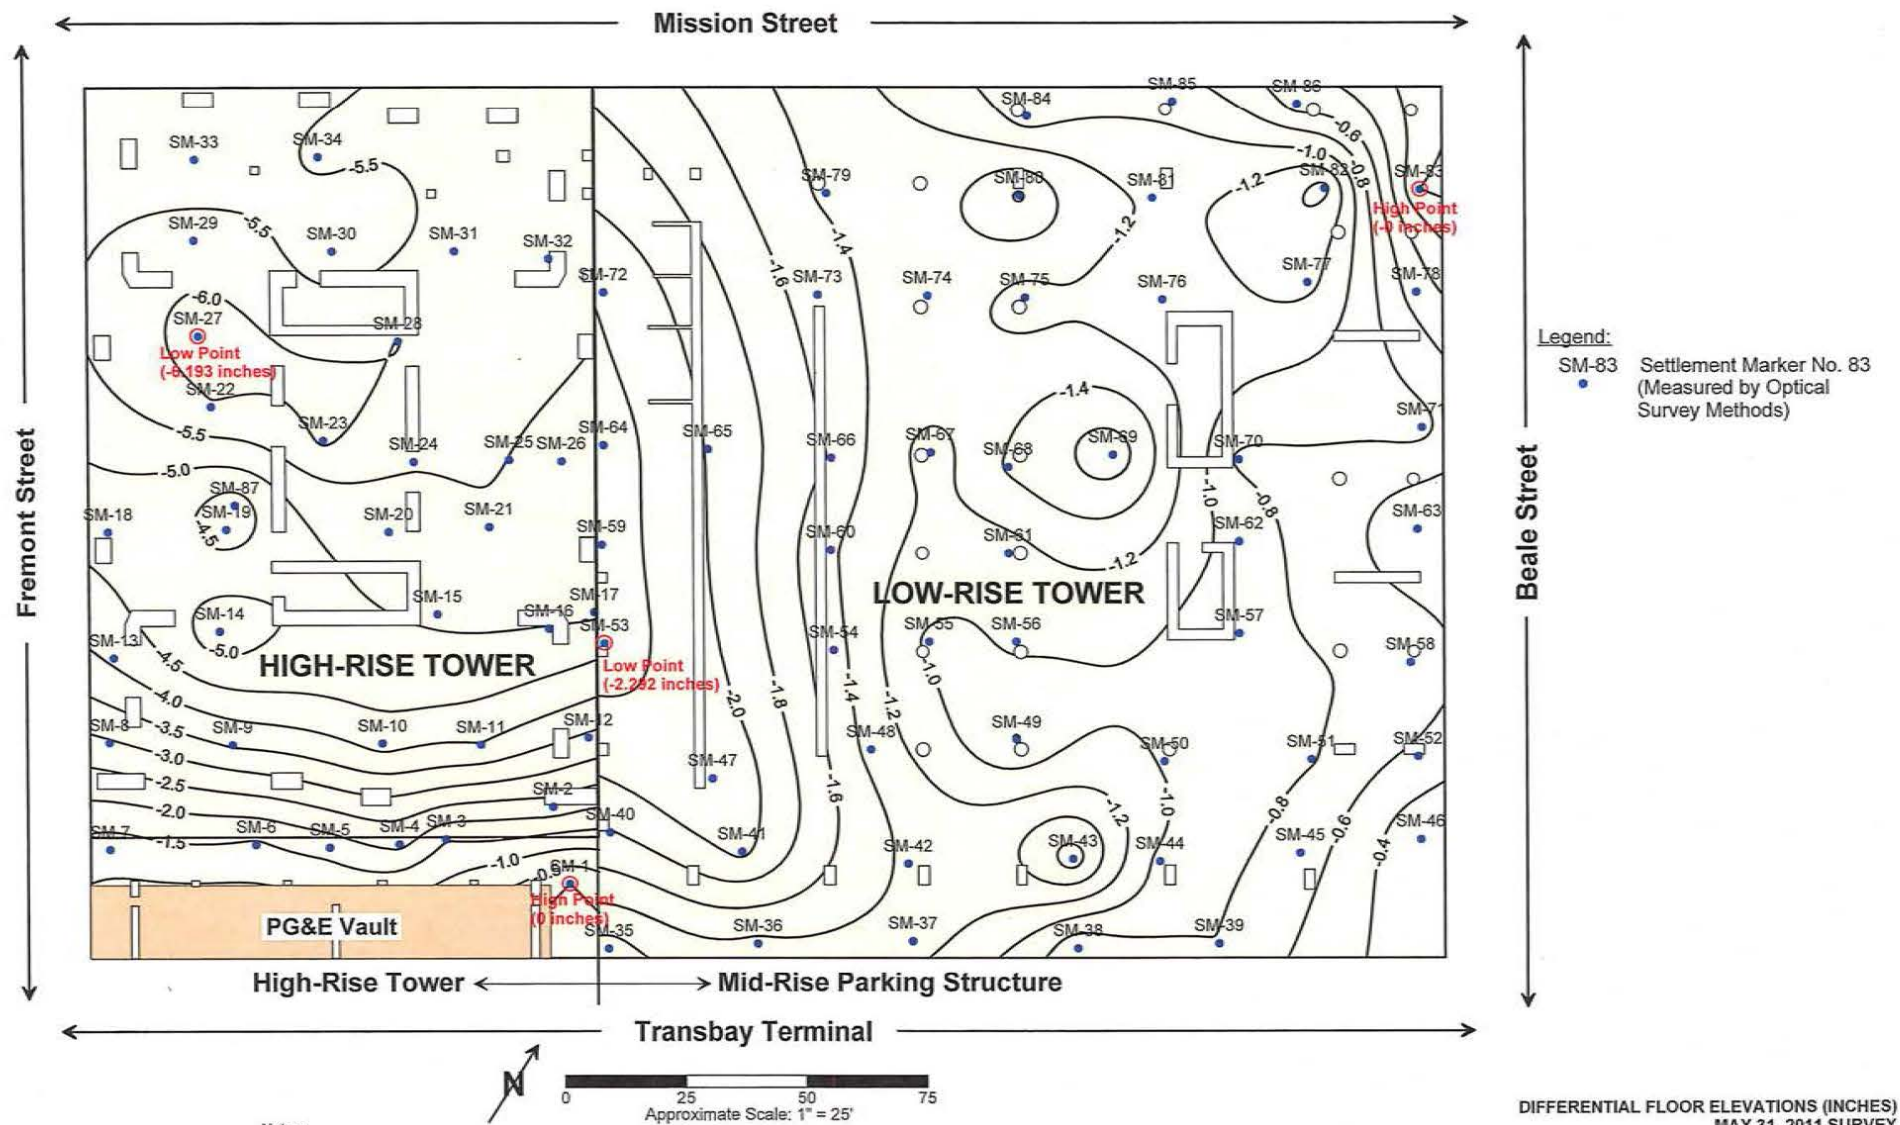 Mission Street
SM-85
SM-86
SM-84
-0.6
SM-33
SM-34
-1.0
-5.5
-0.8
SM-79
SM-80
SM-81
SM-82
SM-83
-1.2
High Point
(-0 inches)
SM-29
-5.5
SM-30
SM-31
SM-32
-1.4
-1.2
SM-72
-1.6
SM-73
SM-74
SM-75
SM-76
SM-77
SM-78
-6.0
SM-27
SM-28
Low Point
(-6.193 inches)
SM-22
Legend:
SM-83 Settlement Marker No. 83
(Measured by Optical
Survey Methods)
-1.4
SM-71
SM-23
-5.5
SM-24
SM-25
SM-26
SM-64
SM-65
SM-66
SM-67
SM-68
SM-69
SM-70
-5.0
SM-87
-1.0
-0.8
SM-18
SM-19
-4.5
SM-20
SM-21
SM-59
SM-60
SM-61
SM-62
SM-63
-1.2
Fremont Street
Beale Street
LOW-RISE TOWER
SM-14
SM-15
SM-16
SM-17
SM-53
SM-54
SM-55
SM-56
SM-57
SM-58
SM-13
-5.0
-4.5
HIGH-RISE TOWER
Low Point
(-2.292 inches)
-1.0
-4.0
-2.0
-1.8
-1.4
-1.2
SM-8
-3.5
SM-9
SM-10
SM-11
SM-12
SM-48
SM-49
SM-50
SM-51
SM-52
-3.0
SM-47
-2.5
SM-2
-1.6
-2.0
-1.0
-1.2
-0.8
SM-40
SM-7
-1.5
SM-6
SM-5
SM-4
SM-3
SM-41
SM-42
SM-43
SM-44
SM-45
-0.6
SM-46
-0.4
-1.0
-0.5
SM-1
High Point
(0 inches)
PG&E Vault
SM-35
SM-36
SM-37
SM-38
SM-39
High-Rise Tower
Mid-Rise Parking Structure
Transbay Terminal
N
0 25 50 75
Approximate Scale: 1" = 25'
DIFFERENTIAL FLOOR ELEVATIONS (INCHES)
MAY 31, 2011 SURVEY